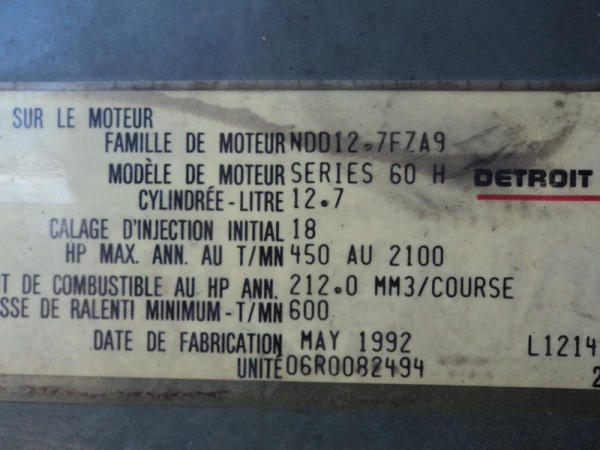 SUR LE MOTEUR
FAMILLE DE MOTEUR NDD12.7FZA9
MODÈLE DE MOTEUR SERIES 60 H DETROIT
CYLINDRÉE-LITRE 12.7
CALAGE D'INJECTION INITIAL 18
HP MAX. ANN. AU T/MN 450 AU 2100
T DE COMBUSTIBLE AU HP ANN. 212.0 MM3/COURSE
SSE DE RALENTI MINIMUM-T/MN 600
DATE DE FABRICATION MAY 1992 L1214
UNITÉ 06R0082494 2